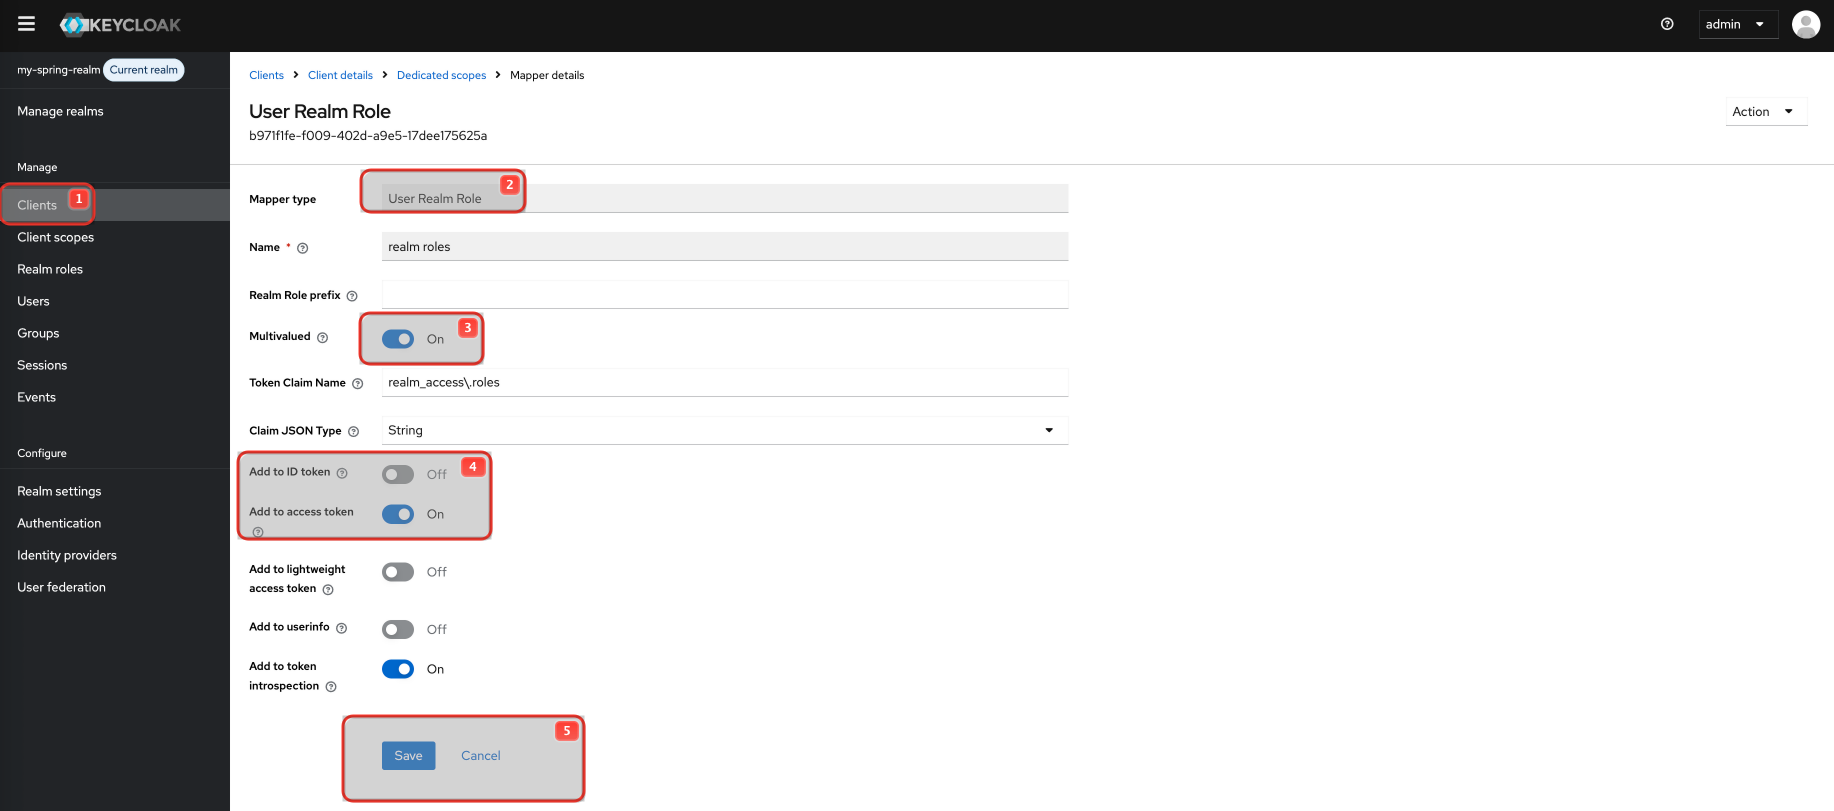 KEYCLOAK
admin
my-spring-realm Current realm
Manage realms
Manage
Clients 1
Client scopes
Realm roles
Users
Groups
Sessions
Events
Configure
Realm settings
Authentication
Identity providers
User federation
Clients > Client details > Dedicated scopes > Mapper details
User Realm Role
b971f1fe-f009-402d-a9e5-17dee175625a
Action
Mapper type User Realm Role 2
Name * realm roles
Realm Role prefix
Multivalued On 3
Token Claim Name realm_access\.roles
Claim JSON Type String
Add to ID token Off 4
Add to access token On
Add to lightweight
access token Off
Add to userinfo Off
Add to token
introspection On
5
Save Cancel